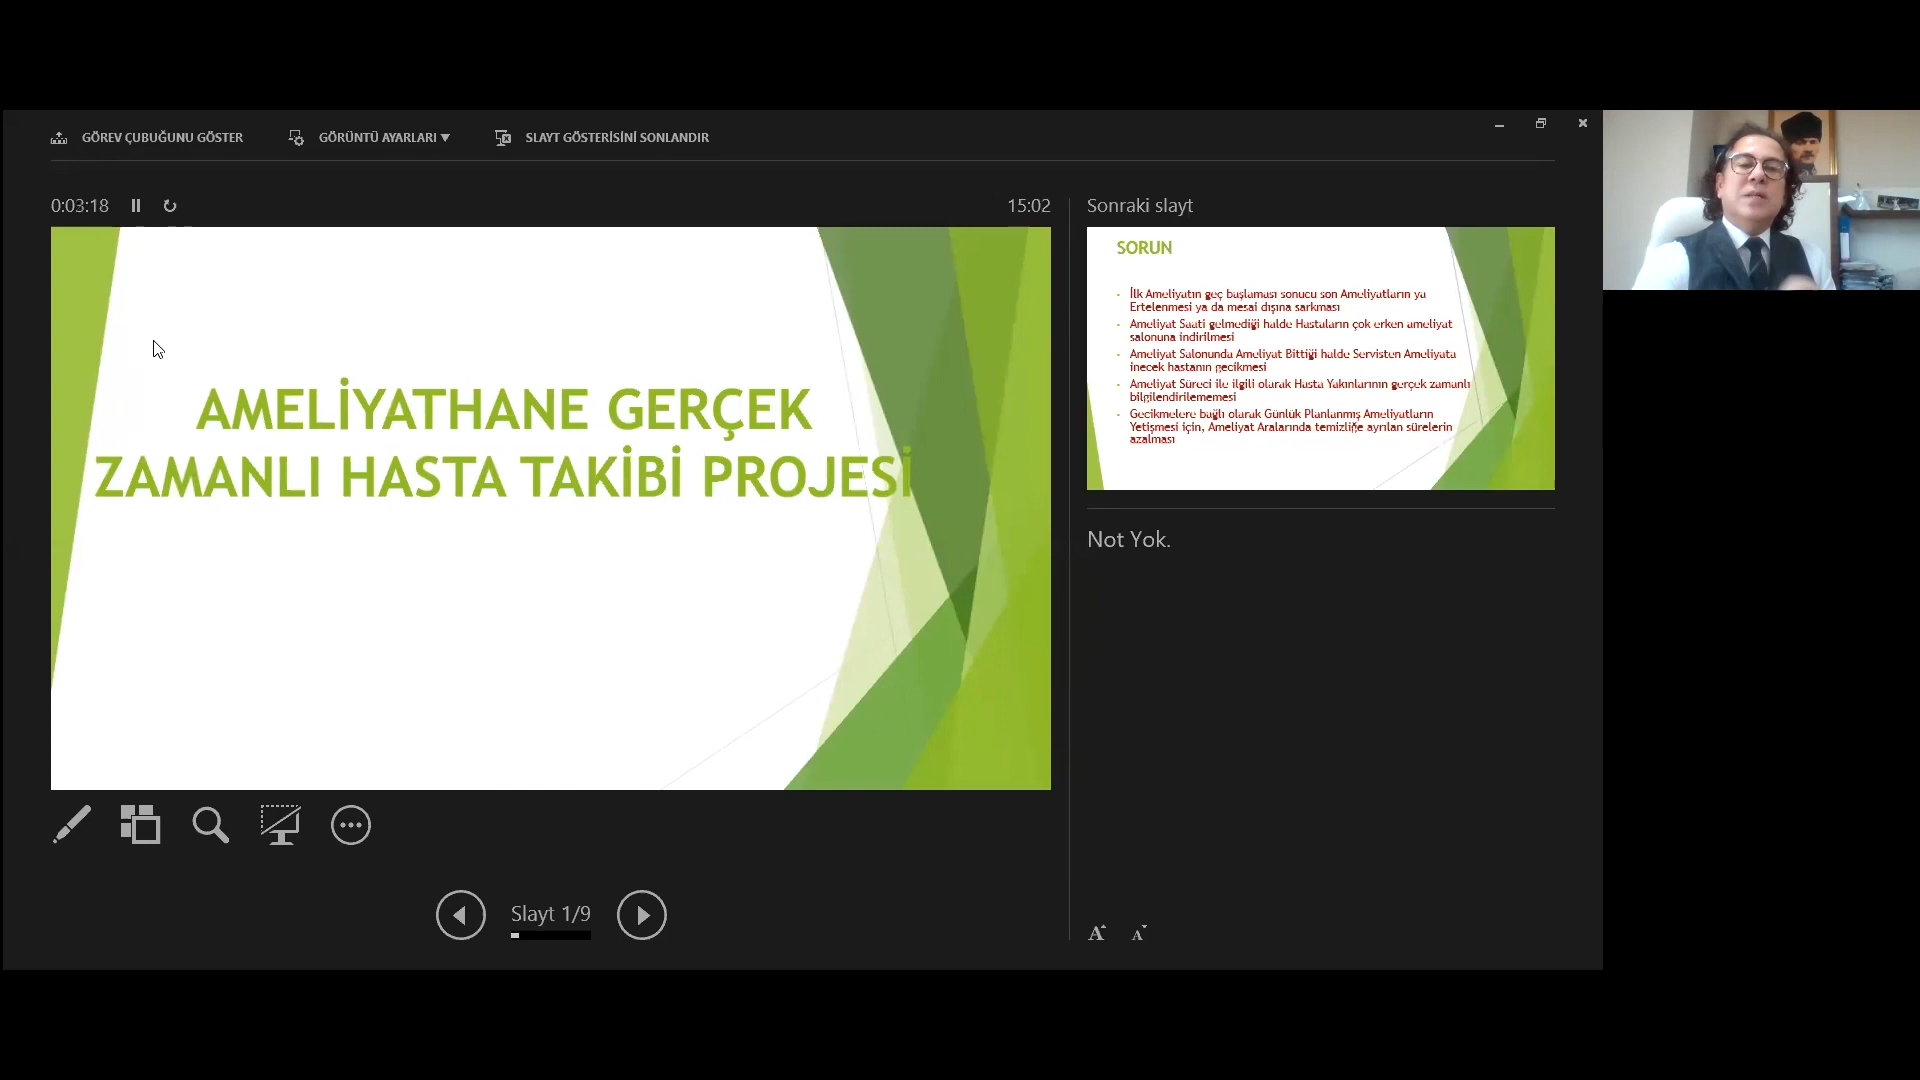 GÖREV ÇUBUĞUNU GÖSTER
GÖRÜNTÜ AYARLARI
SLAYT GÖSTERİSİNİ SONLANDIR
0:03:18
15:02
AMELİYATHANE GERÇEK
ZAMANLI HASTA TAKİBİ PROJESİ
Slayt 1/9
Sonraki slayt
SORUN
İlk Ameliyatın geç başlaması sonucu son Ameliyatların ya
Ertelenmesi ya da mesai dışına sarkması
Ameliyat Saati gelmediği halde Hastaların çok erken ameliyat
salonuna indirilmesi
Ameliyat Salonunda Ameliyat Bittiği halde Servisten Ameliyata
inecek hastanın gecikmesi
Ameliyat Süreci ile ilgili olarak Hasta Yakınlarının gerçek zamanlı
bilgilendirilememesi
Gecikmelere bağlı olarak Günlük Planlanmış Ameliyatların
Yetişmesi için, Ameliyat Aralarında temizliğe ayrılan sürelerin
azalması
Not Yok.
A A